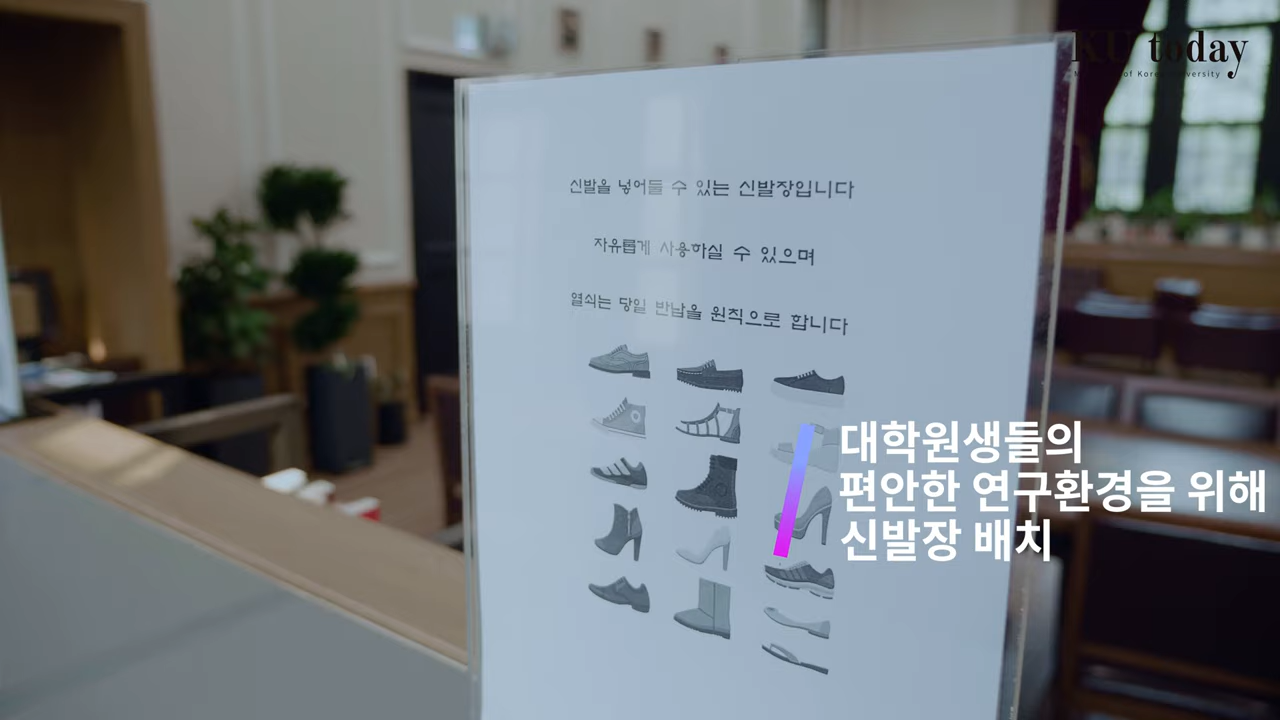 KU today
신발을 넣어둘 수 있는 신발장입니다
자유롭게 사용하실 수 있으며
열쇠는 당일 반납을 원칙으로 합니다
대학원생들의
편안한 연구환경을 위해
신발장 배치